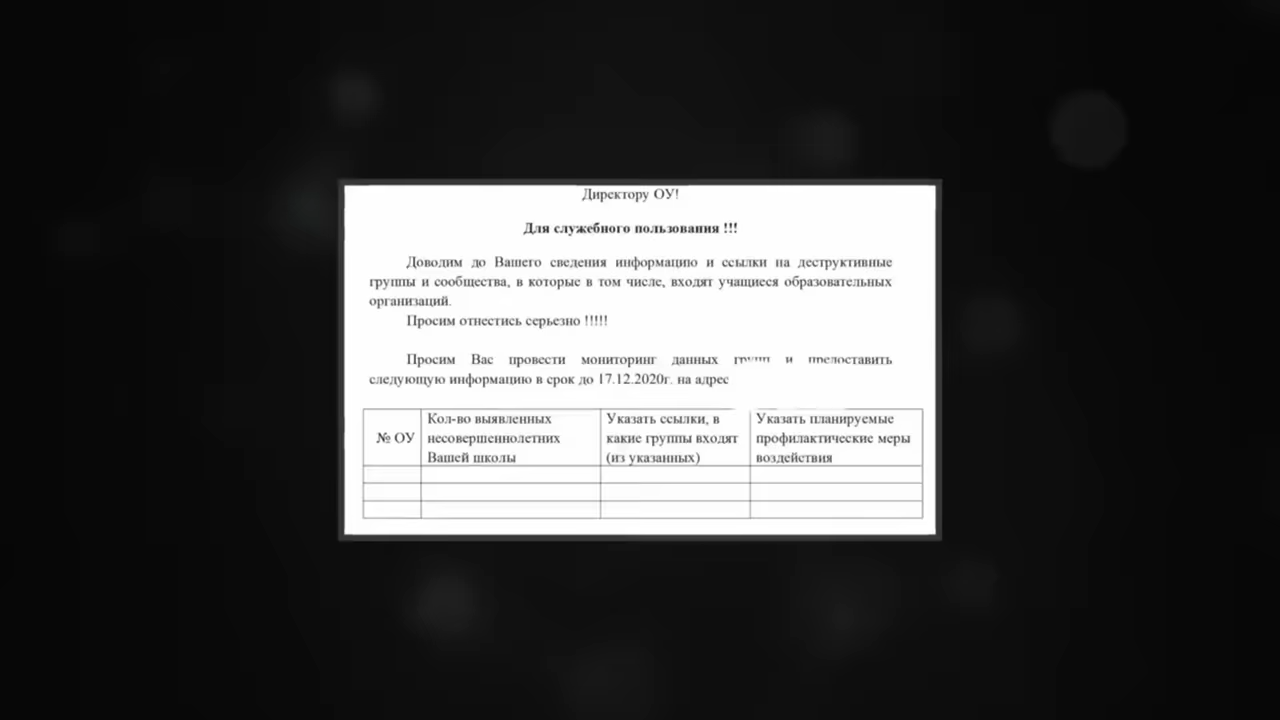 Директору ОУ!
Для служебного пользования !!!
Доводим до Вашего сведения информацию и ссылки на деструктивные
группы и сообщества, в которые в том числе, входят учащиеся образовательных
организаций.
Просим отнестись серьезно !!!!!
Просим Вас провести мониторинг данных групп и предоставить
следующую информацию в срок до 17.12.2020г. на адрес
№ ОУ
Кол-во выявленных
несовершеннолетних
Вашей школы
Указать ссылки, в
какие группы входят
(из указанных)
Указать планируемые
профилактические меры
воздействия